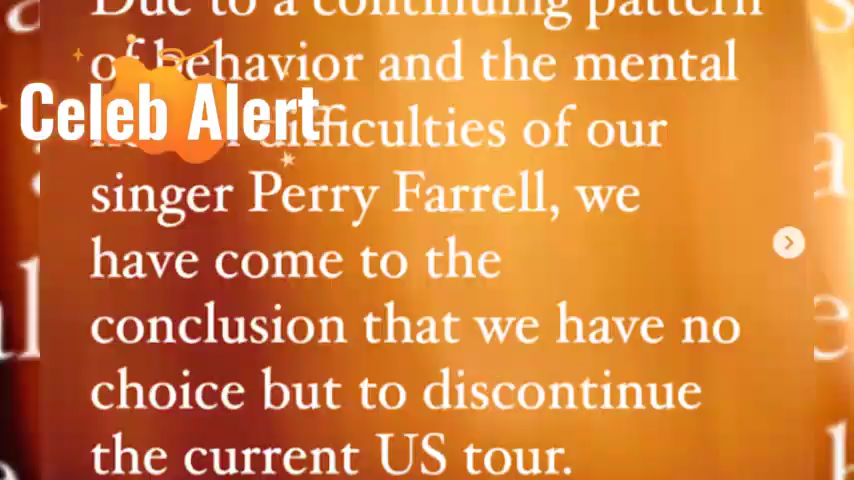 Due to a continuing pattern
of behavior and the mental
Celeb Alert
difficulties of our
singer Perry Farrell, we
have come to the
conclusion that we have no
choice but to discontinue
the current US tour.